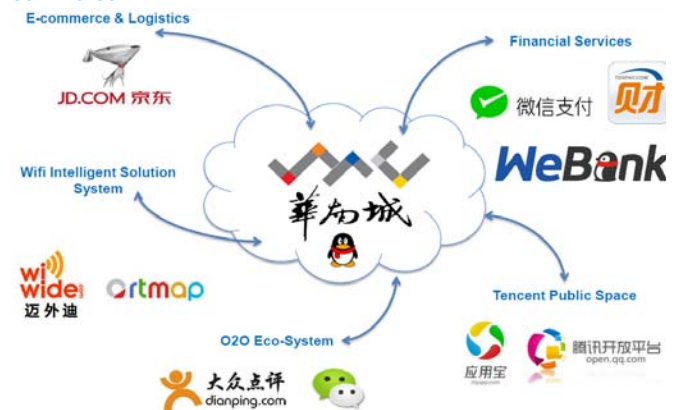 E-commerce & Logistics
JD.COM 京东
Financial Services
微信支付
财
WeBank
Wifi Intelligent Solution
System
華南城
wi
wide
迈外迪
artmap
O2O Eco-System
大众点评
dianping.com
Tencent Public Space
应用宝
腾讯开放平台
open.qq.com